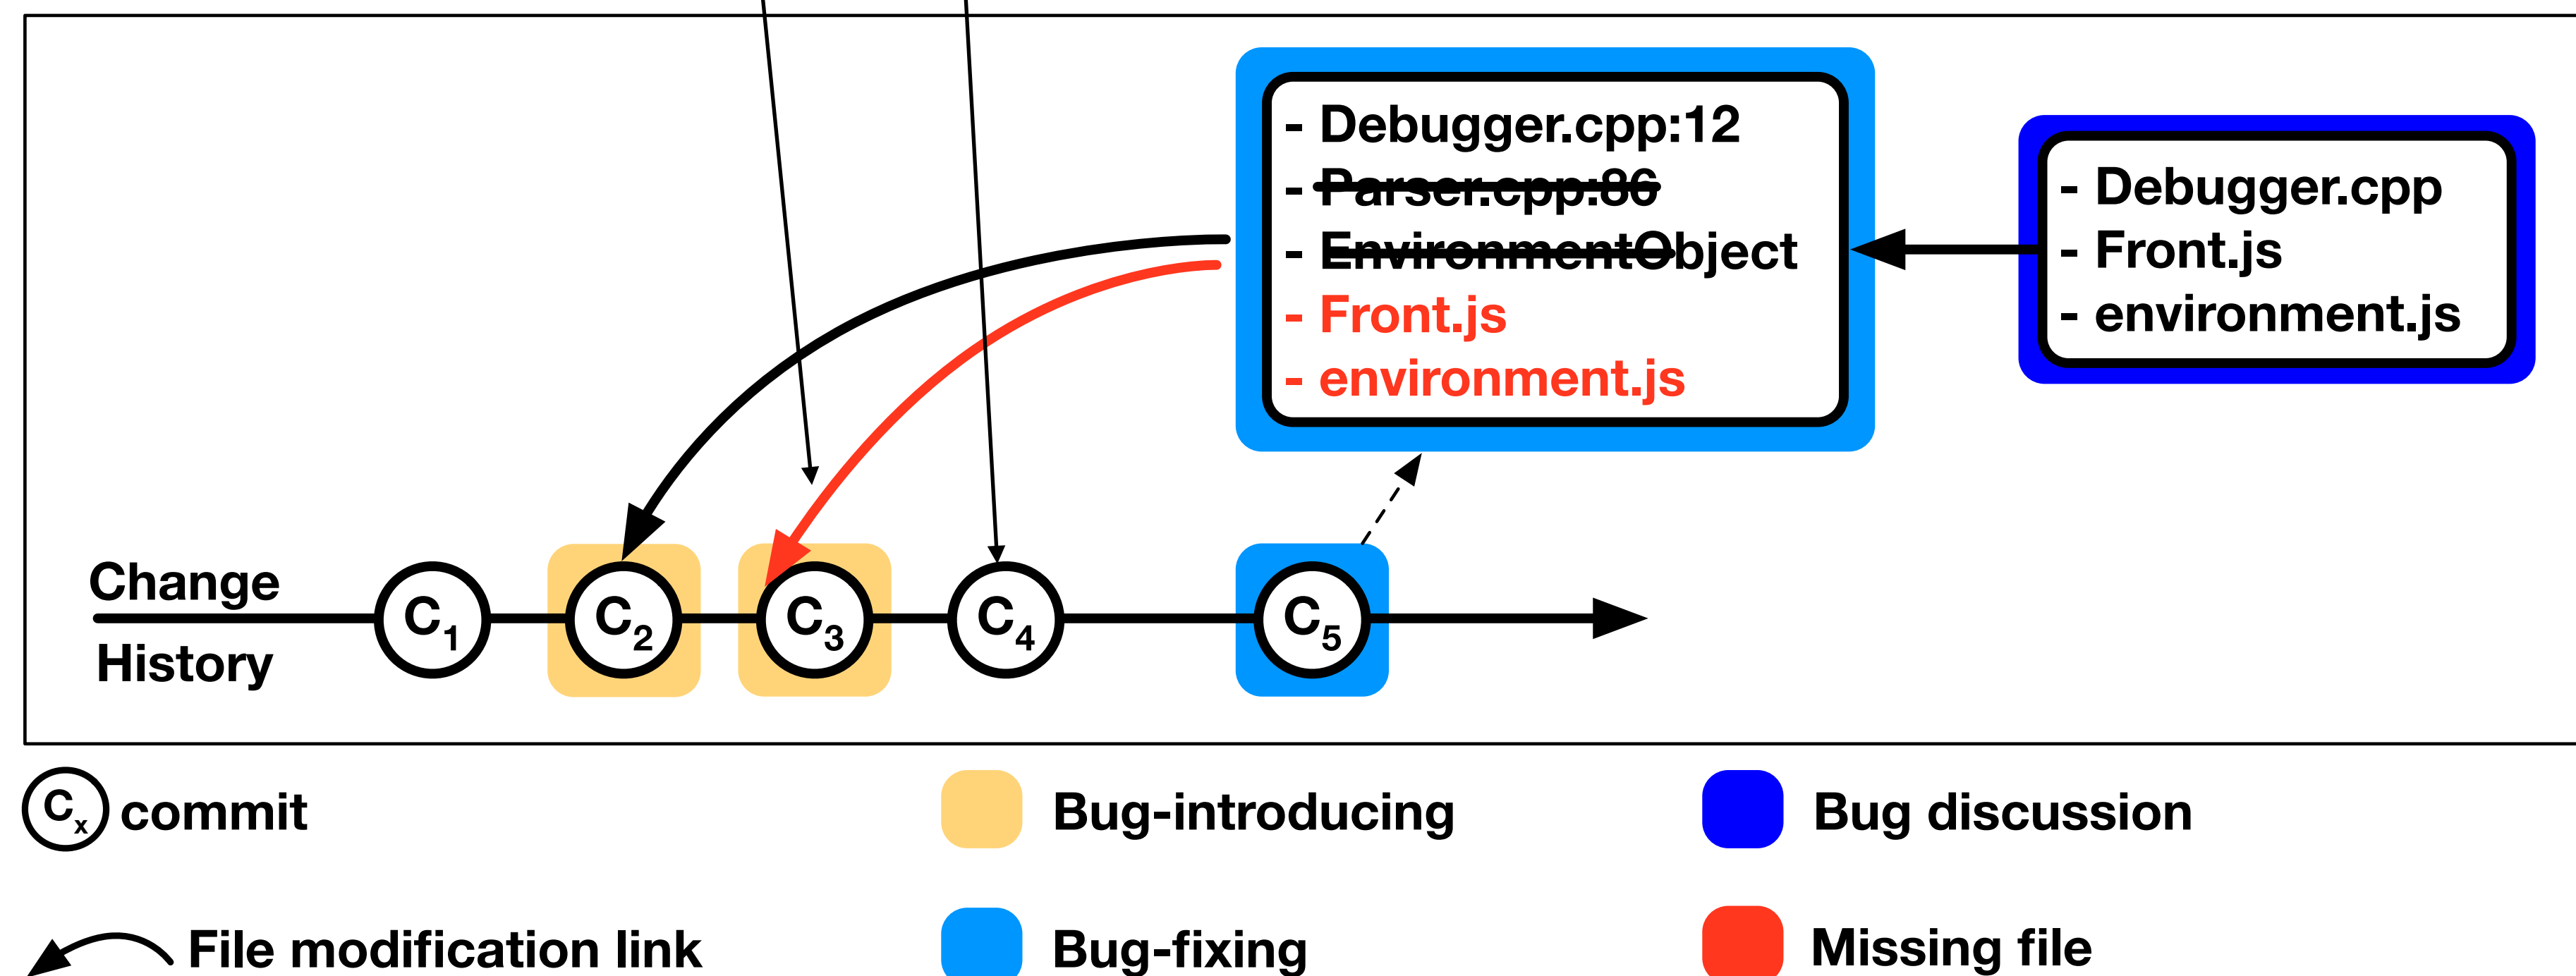 - Debugger.cpp:12
- Parser.cpp:86
- EnvironmentObject
- Front.js
- environment.js
- Debugger.cpp
- Front.js
- environment.js
Change
History
C1
C2
C3
C4
C5
Cx commit
Bug-introducing
Bug discussion
File modification link
Bug-fixing
Missing file